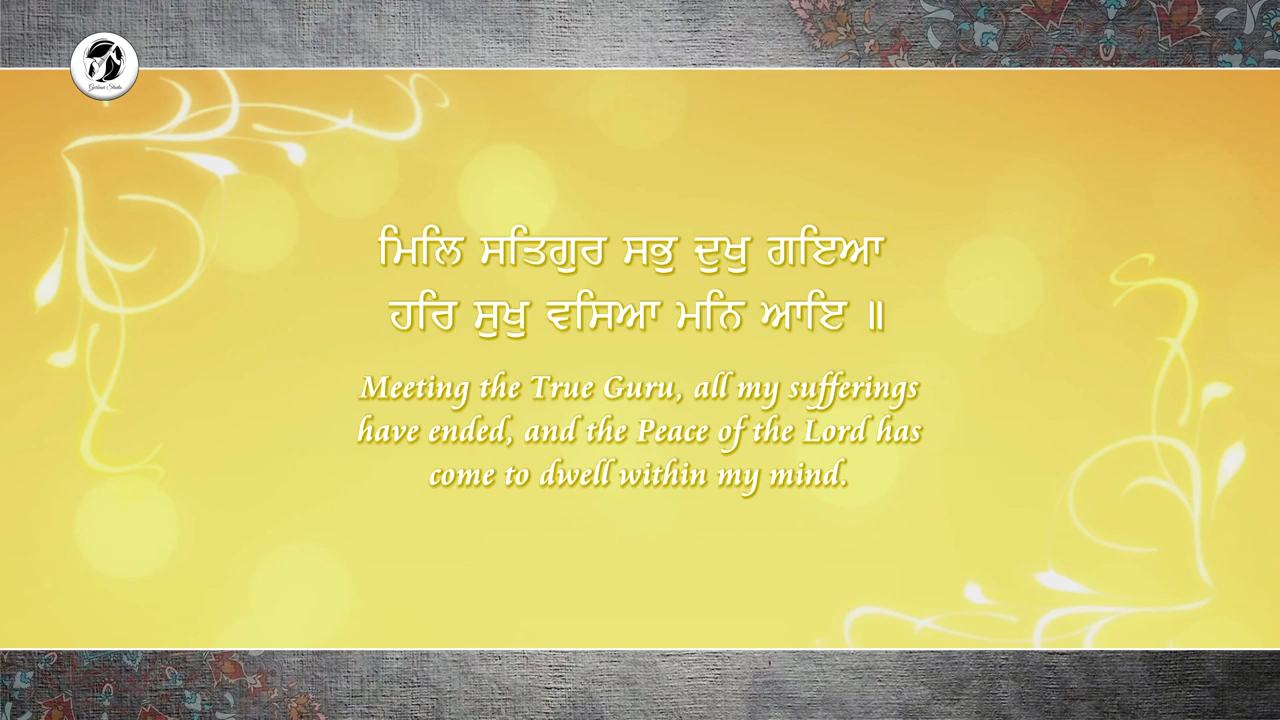 ਮਿਲਿ ਸਤਿਗੁਰ ਸਭੁ ਦੁਖੁ ਗਇਆ
ਹਰਿ ਸੁਖੁ ਵਸਿਆ ਮਨਿ ਆਇ ॥
Meeting the True Guru, all my sufferings
have ended, and the Peace of the Lord has
come to dwell within my mind.